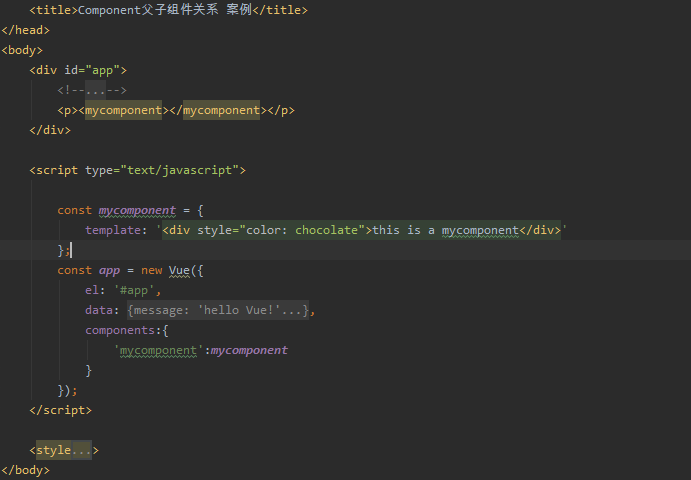 <title>Component父子组件关系 案例</title>
</head>
<body>
<div id="app">
<!--...-->
<p><mycomponent></mycomponent></p>
</div>
<script type="text/javascript">
const mycomponent = {
template: '<div style="color: chocolate">this is a mycomponent</div>'
};
const app = new Vue({
el: '#app',
data: {message: 'hello Vue!'...},
components:{
'mycomponent':mycomponent
}
});
</script>
<style...>
</body>